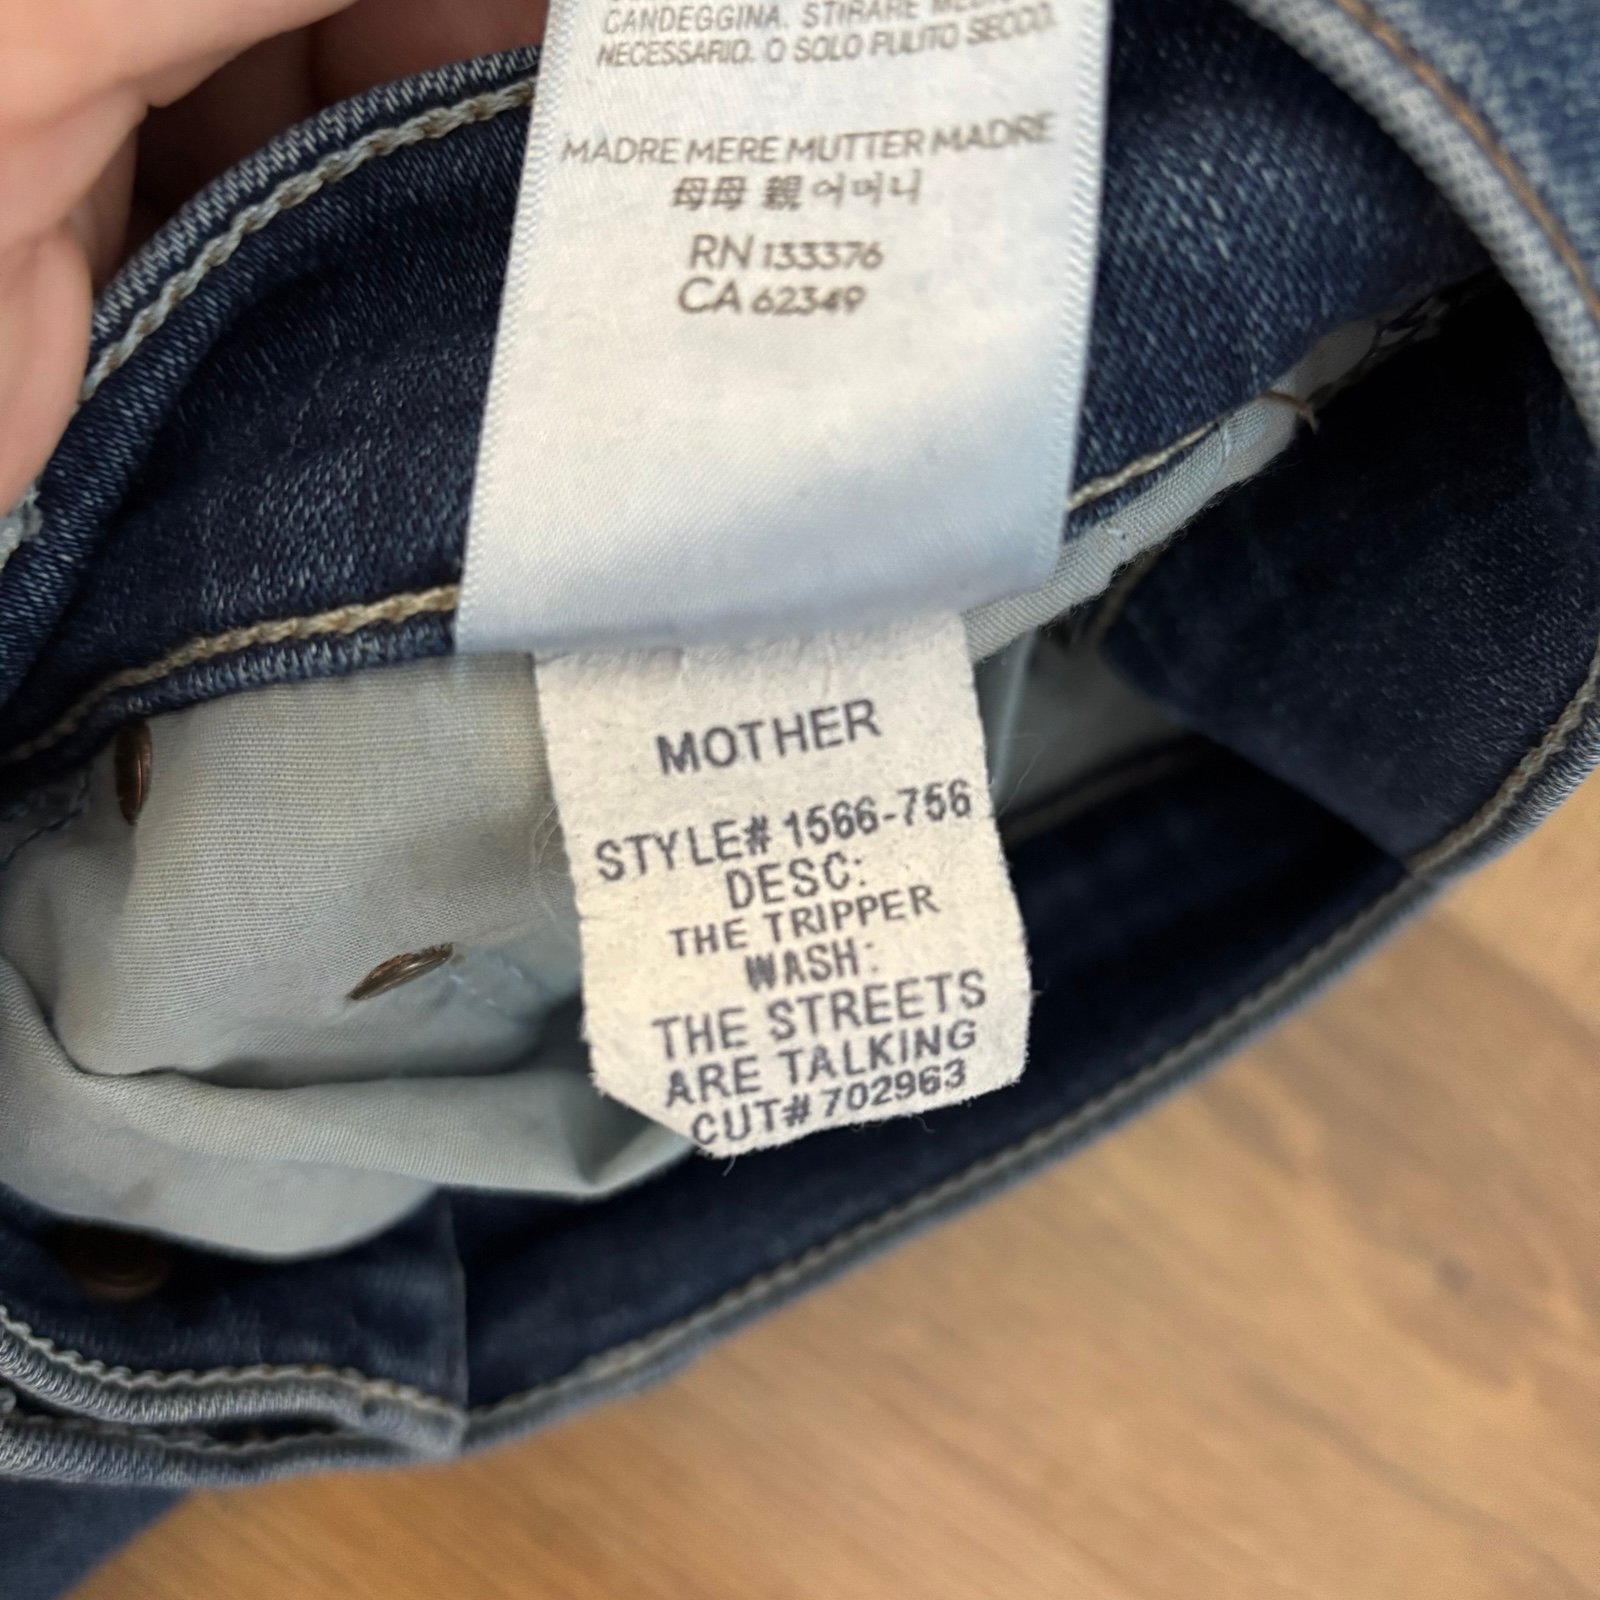 CANDEGGINA. STIRARE
NECESSARIO. O SOLO PULITO SECCO.
MADRE MERE MUTTER MADRE
母母 親 어머니
RN 133376
CA 62349
MOTHER
STYLE# 1566-756
DESC:
THE TRIPPER
WASH:
THE STREETS
ARE TALKING
CUT# 702963